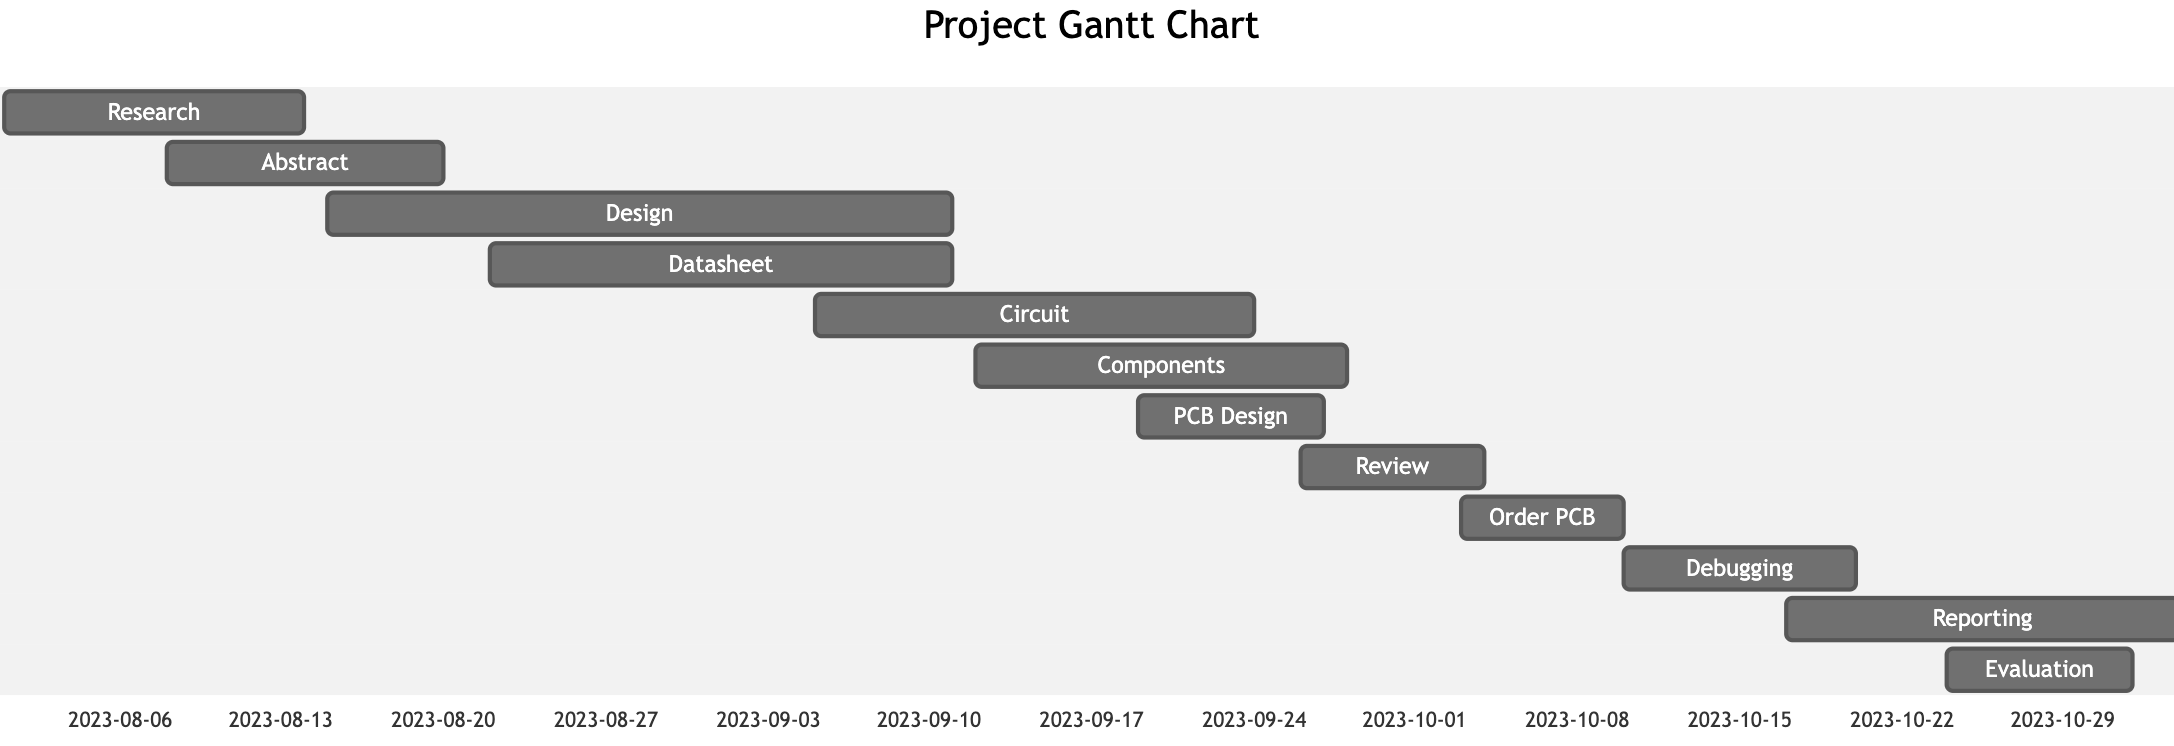 Project Gantt Chart
Research
Abstract
Design
Datasheet
Circuit
Components
PCB Design
Review
Order PCB
Debugging
Reporting
Evaluation
2023-08-06 2023-08-13 2023-08-20 2023-08-27 2023-09-03 2023-09-10 2023-09-17 2023-09-24 2023-10-01 2023-10-08 2023-10-15 2023-10-22 2023-10-29